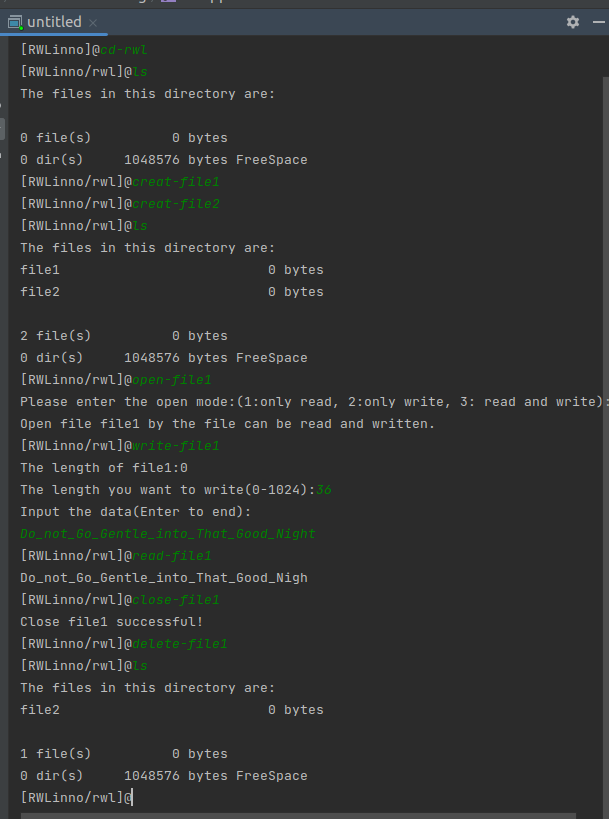 untitled
[RWLinno]@cd-rwl
[RWLinno/rwl]@ls
The files in this directory are:
0 file(s)          0 bytes
0 dir(s)     1048576 bytes FreeSpace
[RWLinno/rwl]@creat-file1
[RWLinno/rwl]@creat-file2
[RWLinno/rwl]@ls
The files in this directory are:
file1                          0 bytes
file2                          0 bytes
2 file(s)          0 bytes
0 dir(s)     1048576 bytes FreeSpace
[RWLinno/rwl]@open-file1
Please enter the open mode:(1:only read, 2:only write, 3: read and write):
Open file file1 by the file can be read and written.
[RWLinno/rwl]@write-file1
The length of file1:0
The length you want to write(0-1024):36
Input the data(Enter to end):
Do_not_Go_Gentle_into_That_Good_Night
[RWLinno/rwl]@read-file1
Do_not_Go_Gentle_into_That_Good_Nigh
[RWLinno/rwl]@close-file1
Close file1 successful!
[RWLinno/rwl]@delete-file1
[RWLinno/rwl]@ls
The files in this directory are:
file2                          0 bytes
1 file(s)          0 bytes
0 dir(s)     1048576 bytes FreeSpace
[RWLinno/rwl]@